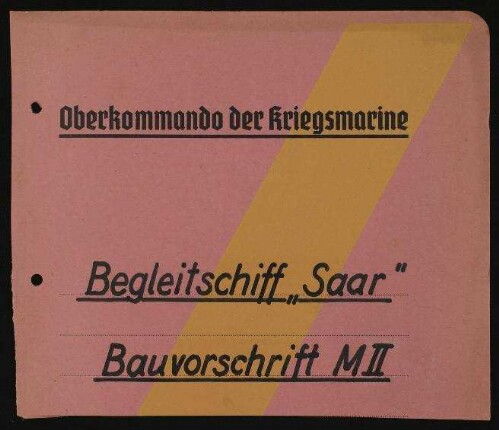 Oberkommando der Kriegsmarine
Begleitschiff „Saar“
Bauvorschrift MII